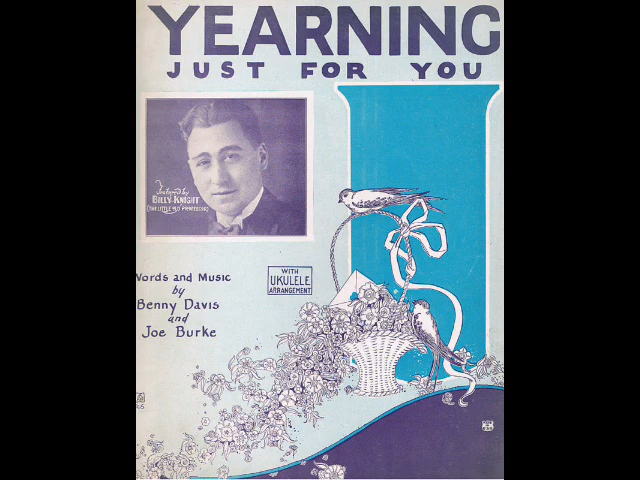 YEARNING
JUST FOR YOU
Featured by
BILLY KNIGHT
Words and Music
by
Benny Davis
and
Joe Burke
WITH
UKULELE
ARRANGEMENT